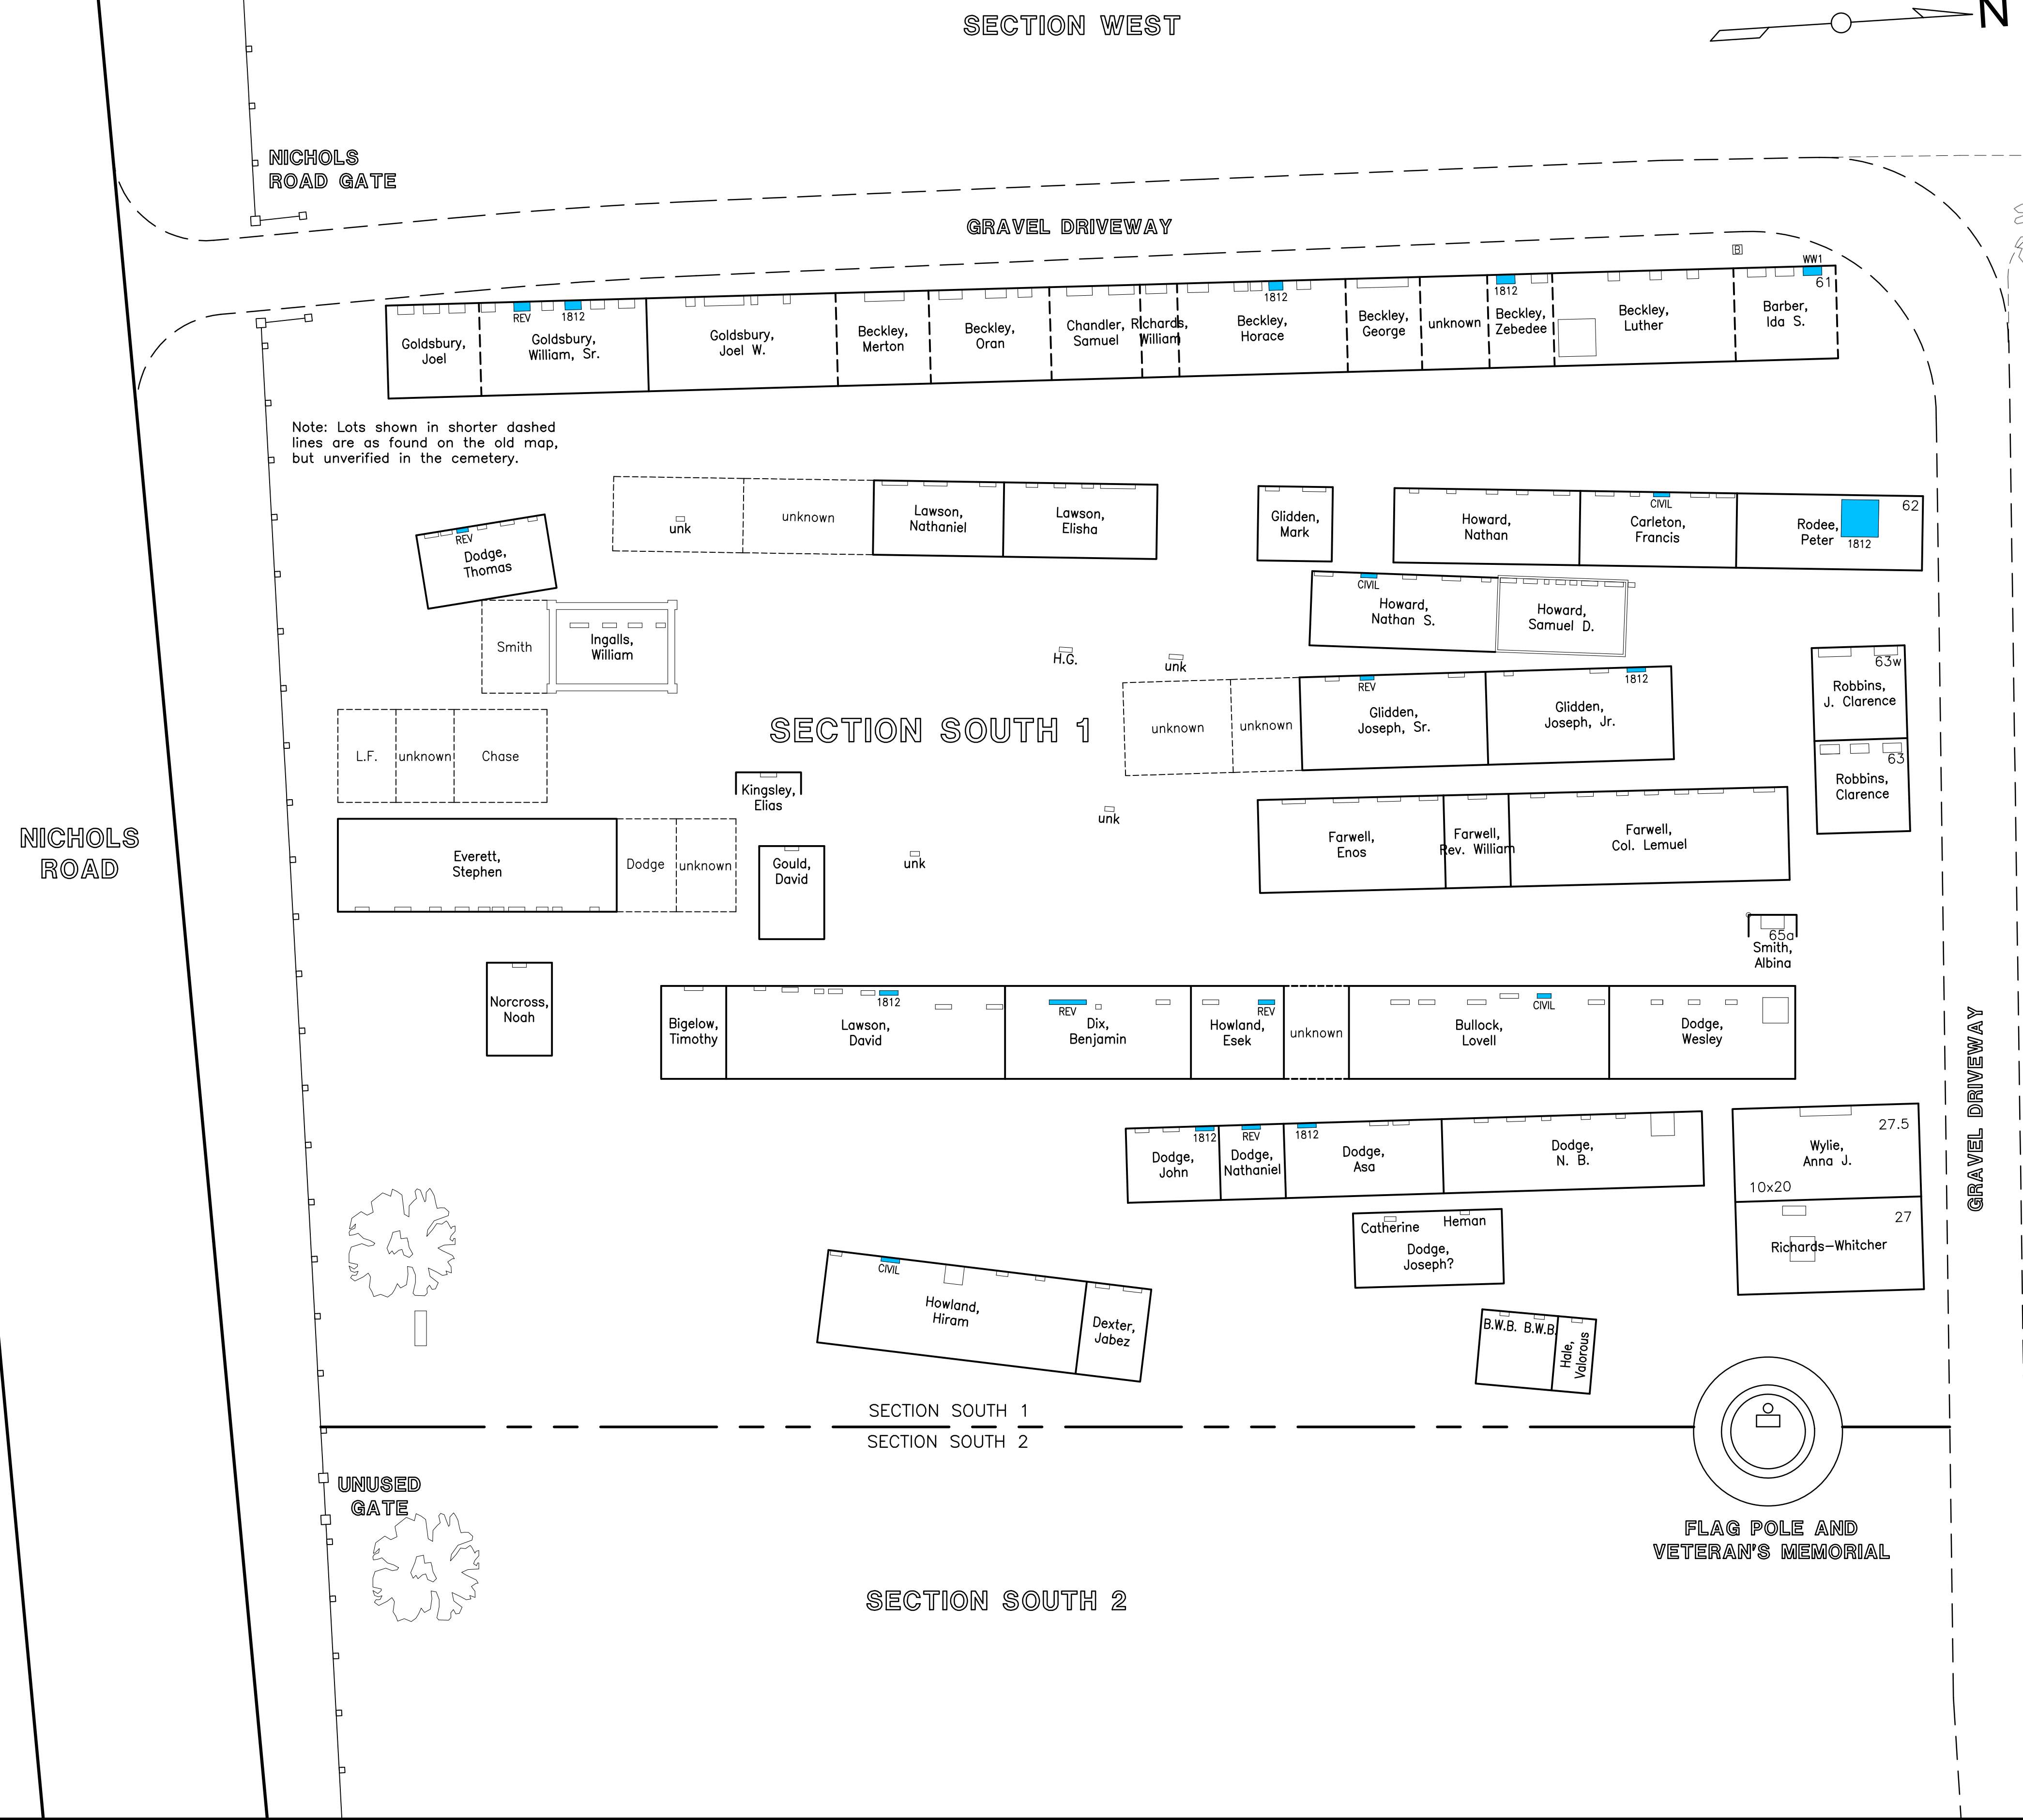 SECTION WEST
N
NICHOLS
ROAD GATE
GRAVEL DRIVEWAY
B
WW1
61
REV
1812
1812
1812
Goldsbury,
Joel
Goldsbury,
William, Sr.
Goldsbury,
Joel W.
Beckley,
Merton
Beckley,
Oran
Chandler,
Samuel
Richards,
William
Beckley,
Horace
Beckley,
George
unknown
Beckley,
Zebedee
Beckley,
Luther
Barber,
Ida S.
Note: Lots shown in shorter dashed
lines are as found on the old map,
but unverified in the cemetery.
REV
Dodge,
Thomas
unk
unknown
Lawson,
Nathaniel
Lawson,
Elisha
Glidden,
Mark
Howard,
Nathan
CIVIL
Carleton,
Francis
Rodee,
Peter
1812
62
Smith
Ingalls,
William
CIVIL
Howard,
Nathan S.
Howard,
Samuel D.
H.G.
unk
63w
Robbins,
J. Clarence
63
Robbins,
Clarence
SECTION SOUTH 1
unknown
unknown
REV
Glidden,
Joseph, Sr.
1812
Glidden,
Joseph, Jr.
L.F.
unknown
Chase
Kingsley,
Elias
unk
NICHOLS
ROAD
Everett,
Stephen
Dodge
unknown
Gould,
David
unk
Farwell,
Enos
Farwell,
Rev. William
Farwell,
Col. Lemuel
65a
Smith,
Albina
Norcross,
Noah
Bigelow,
Timothy
1812
Lawson,
David
REV
Dix,
Benjamin
REV
Howland,
Esek
unknown
CIVIL
Bullock,
Lovell
Dodge,
Wesley
GRAVEL DRIVEWAY
1812
Dodge,
John
REV
Dodge,
Nathaniel
1812
Dodge,
Asa
Dodge,
N. B.
27.5
Wylie,
Anna J.
10x20
27
Richards-Whitcher
Catherine
Heman
Dodge,
Joseph?
CIVIL
Howland,
Hiram
Dexter,
Jabez
B.W.B.
B.W.B.
Hale,
Valorous
SECTION SOUTH 1
SECTION SOUTH 2
UNUSED
GATE
FLAG POLE AND
VETERAN'S MEMORIAL
SECTION SOUTH 2